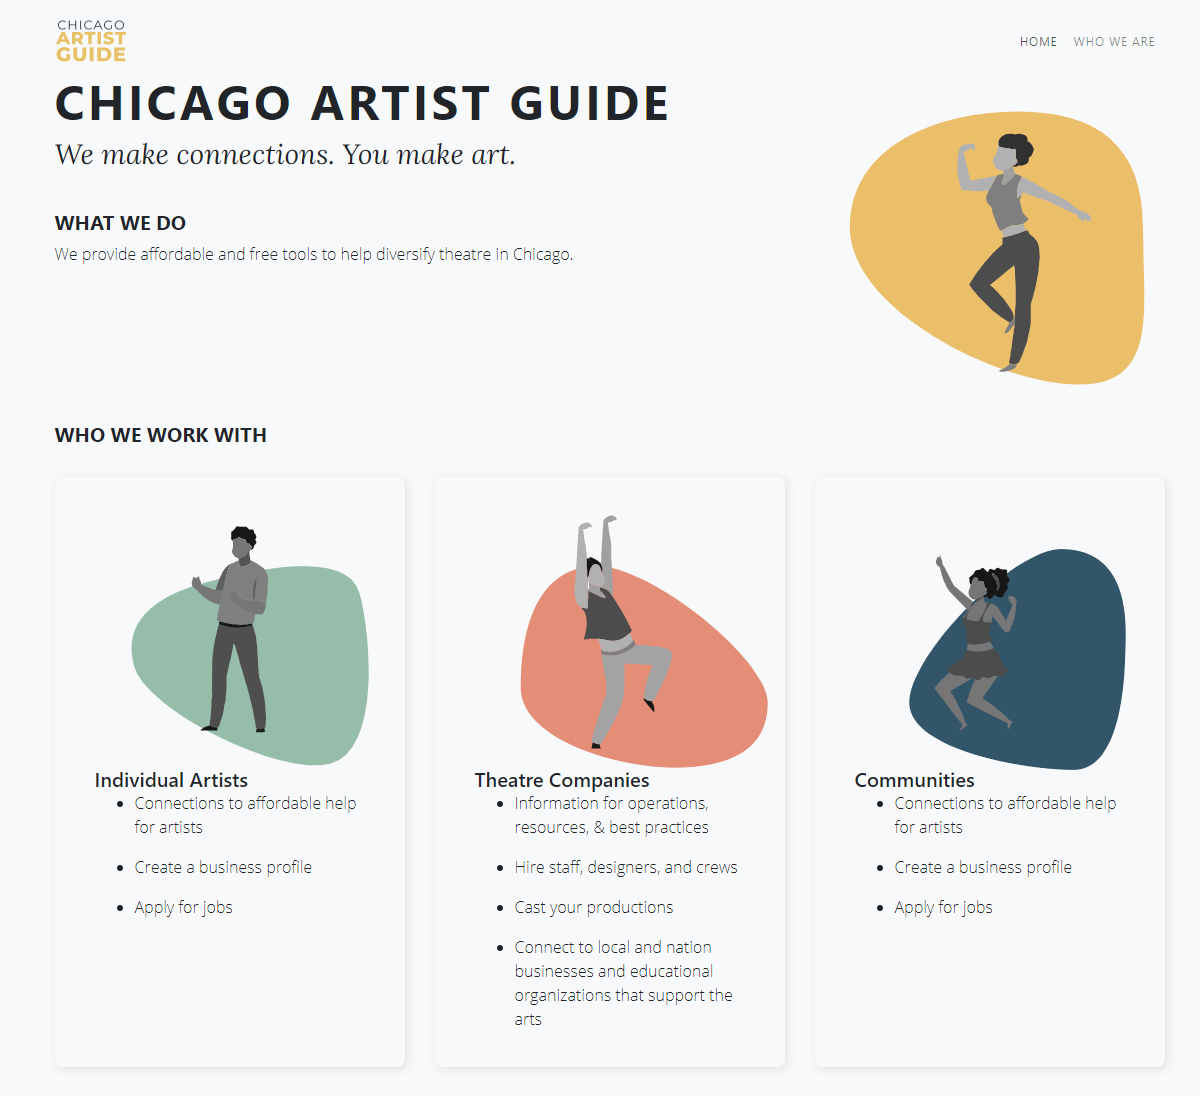 CHICAGO
ARTIST
GUIDE
HOME WHO WE ARE
CHICAGO ARTIST GUIDE
We make connections. You make art.
WHAT WE DO
We provide affordable and free tools to help diversify theatre in Chicago.
WHO WE WORK WITH
Individual Artists
• Connections to affordable help
for artists
• Create a business profile
• Apply for jobs
Theatre Companies
• Information for operations,
resources, & best practices
• Hire staff, designers, and crews
• Cast your productions
• Connect to local and nation
businesses and educational
organizations that support the
arts
Communities
• Connections to affordable help
for artists
• Create a business profile
• Apply for jobs